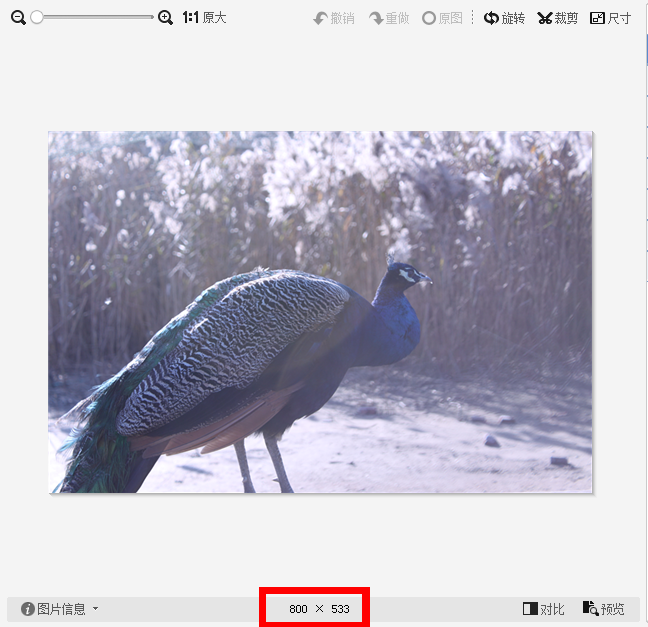 1:1 原大 撤销 重做 原图 旋转 裁剪 尺寸
图片信息 800 × 533 对比 预览